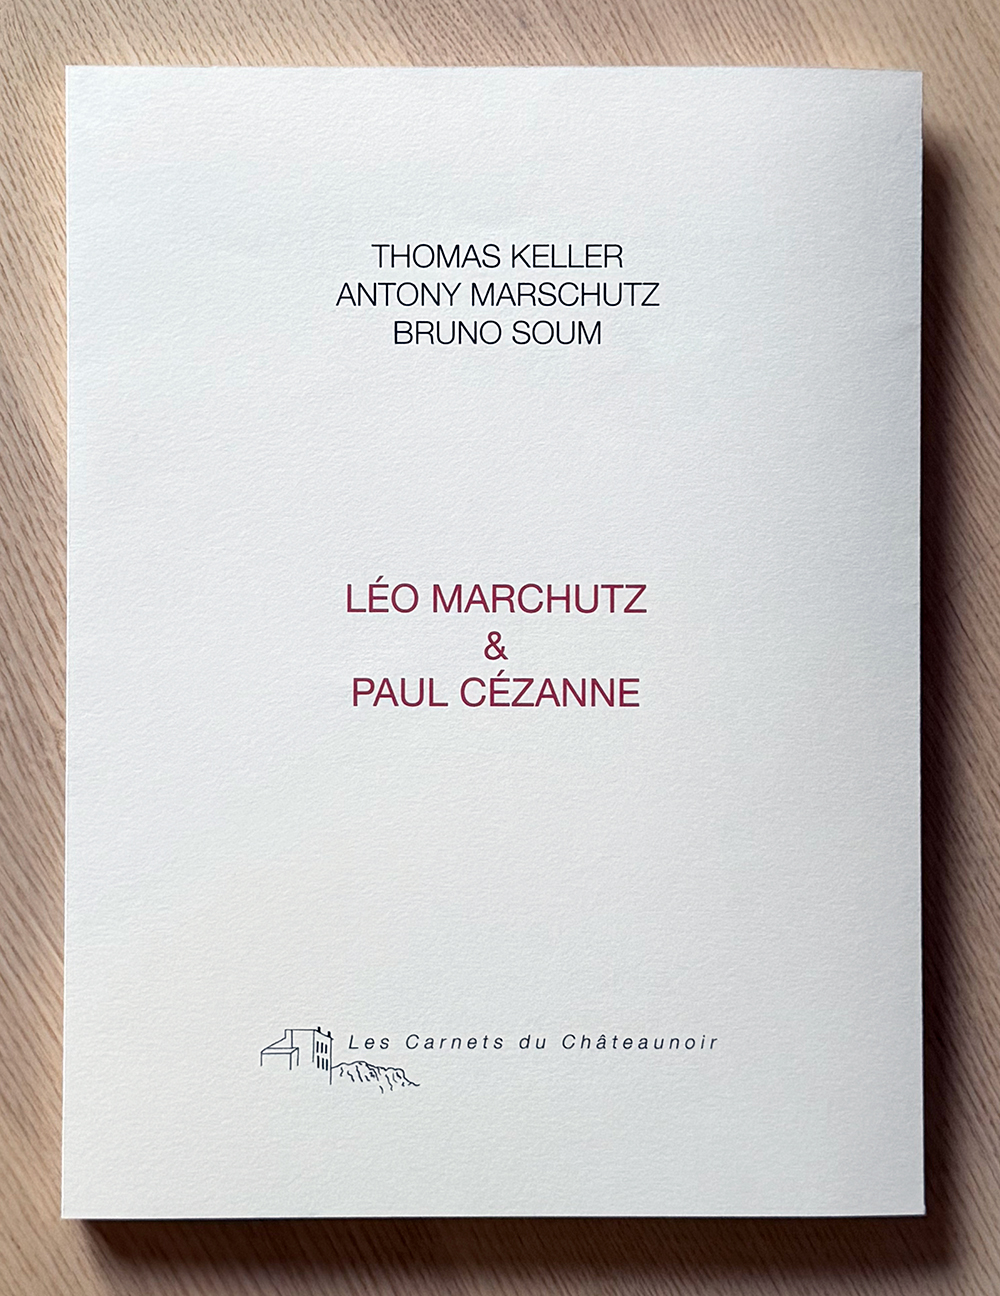 THOMAS KELLER
ANTONY MARSCHUTZ
BRUNO SOUM
LÉO MARCHUTZ
&
PAUL CÉZANNE
Les Carnets du Châteaunoir